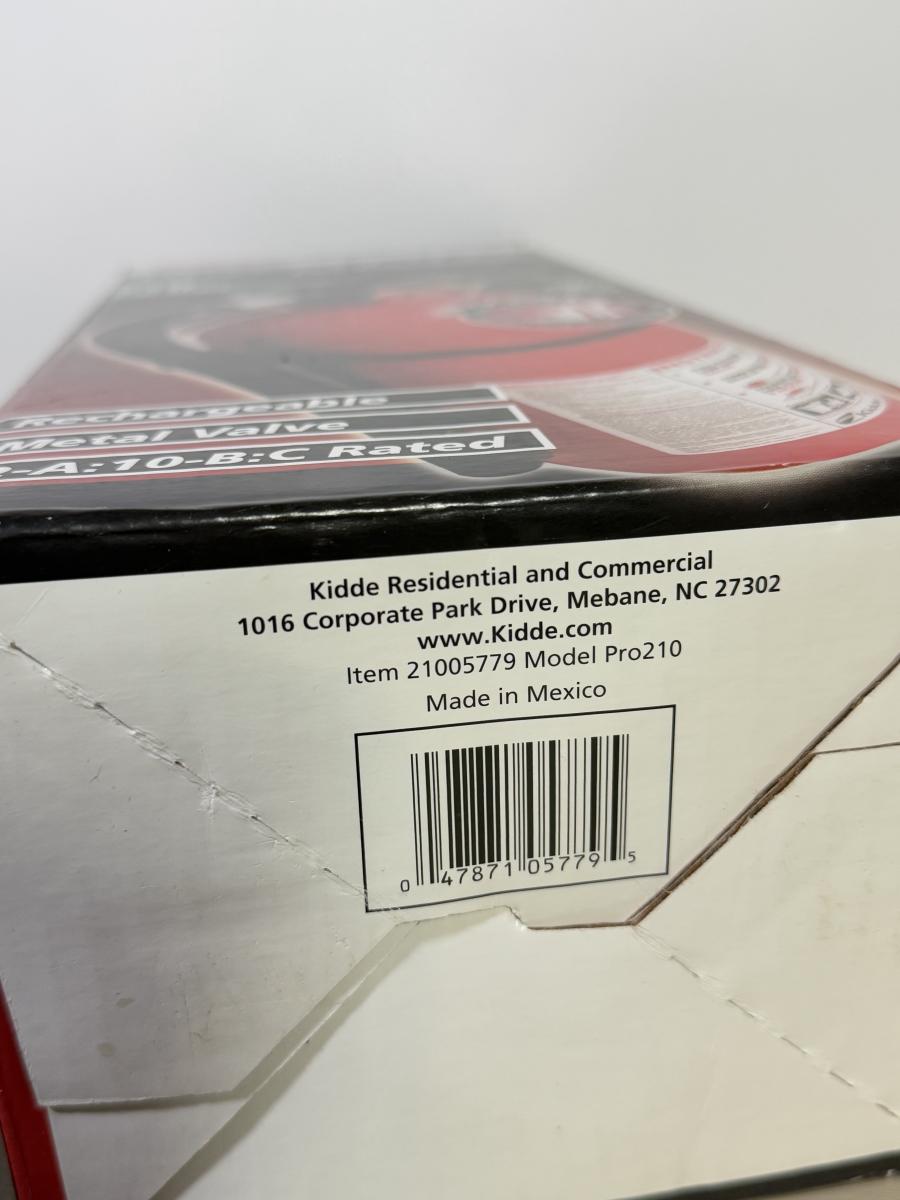 Rechargeable
Metal Valve
-A:10-B:C Rated
Kidde Residential and Commercial
1016 Corporate Park Drive, Mebane, NC 27302
www.Kidde.com
Item 21005779 Model Pro210
Made in Mexico
0 47871 05779 5